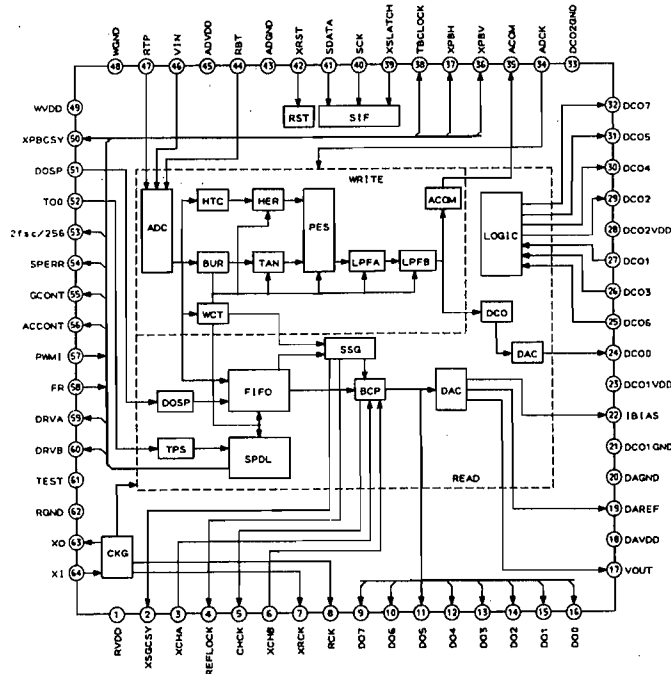 WGND
RTP
VIN
ADVDD
RBT
ADGND
XRST
SDATA
SCK
XSLATCH
TBCLOCK
XPBH
XPBV
ACOM
ADCK
DCO2GND
48
47
46
45
44
43
42
41
40
39
38
37
36
35
34
33
WVDD 49
XPBCSY 50
DOSP 51
TOO 52
2fsc/256 53
SPERR 54
GCONT 55
ACCONT 56
PWMI 57
FR 58
DRVA 59
DRVB 60
TEST 61
RGND 62
XO 63
XI 64
RST
SIF
WRITE
ADC
HTC
HER
PES
ACOM
LOGIC
BUR
TAN
LPFA
LPFB
WCT
DCO
SSG
DAC
DOSP
FIFO
BCP
DAC
TPS
SPDL
READ
CKG
32 DCO7
31 DCO5
30 DCO4
29 DCO2
28 DCO2VDD
27 DCO1
26 DCO3
25 DCO6
24 DCO0
23 DCO1VDD
22 IBIAS
21 DCO1GND
20 DAGND
19 DAREF
18 DAVDD
17 VOUT
1
2
3
4
5
6
7
8
9
10
11
12
13
14
15
16
RVDD
XSGCSY
XCHA
REFLOCK
CHCK
XCHB
XRCK
RCK
DO7
DO6
DO5
DO4
DO3
DO2
DO1
DO0